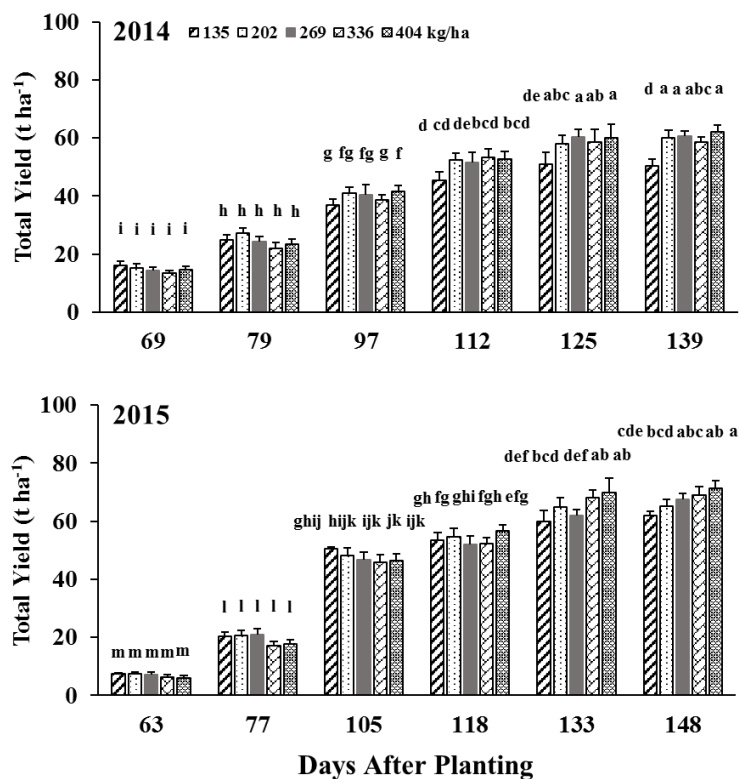 100
2014
135 202 269 336 404 kg/ha
80
60
40
20
0
Total Yield (t ha-1)
i i i i i
h h h h h
g fg fg g f
d cd de bcd bcd
de abc a ab a
d a a abc a
69 79 97 112 125 139
100
2015
80
60
40
20
0
Total Yield (t ha-1)
m m m m m
l l l l l
ghij hijk ijk jk ijk
gh fg ghi fgh efg
def bcd def ab ab
cde bcd abc ab a
63 77 105 118 133 148
Days After Planting